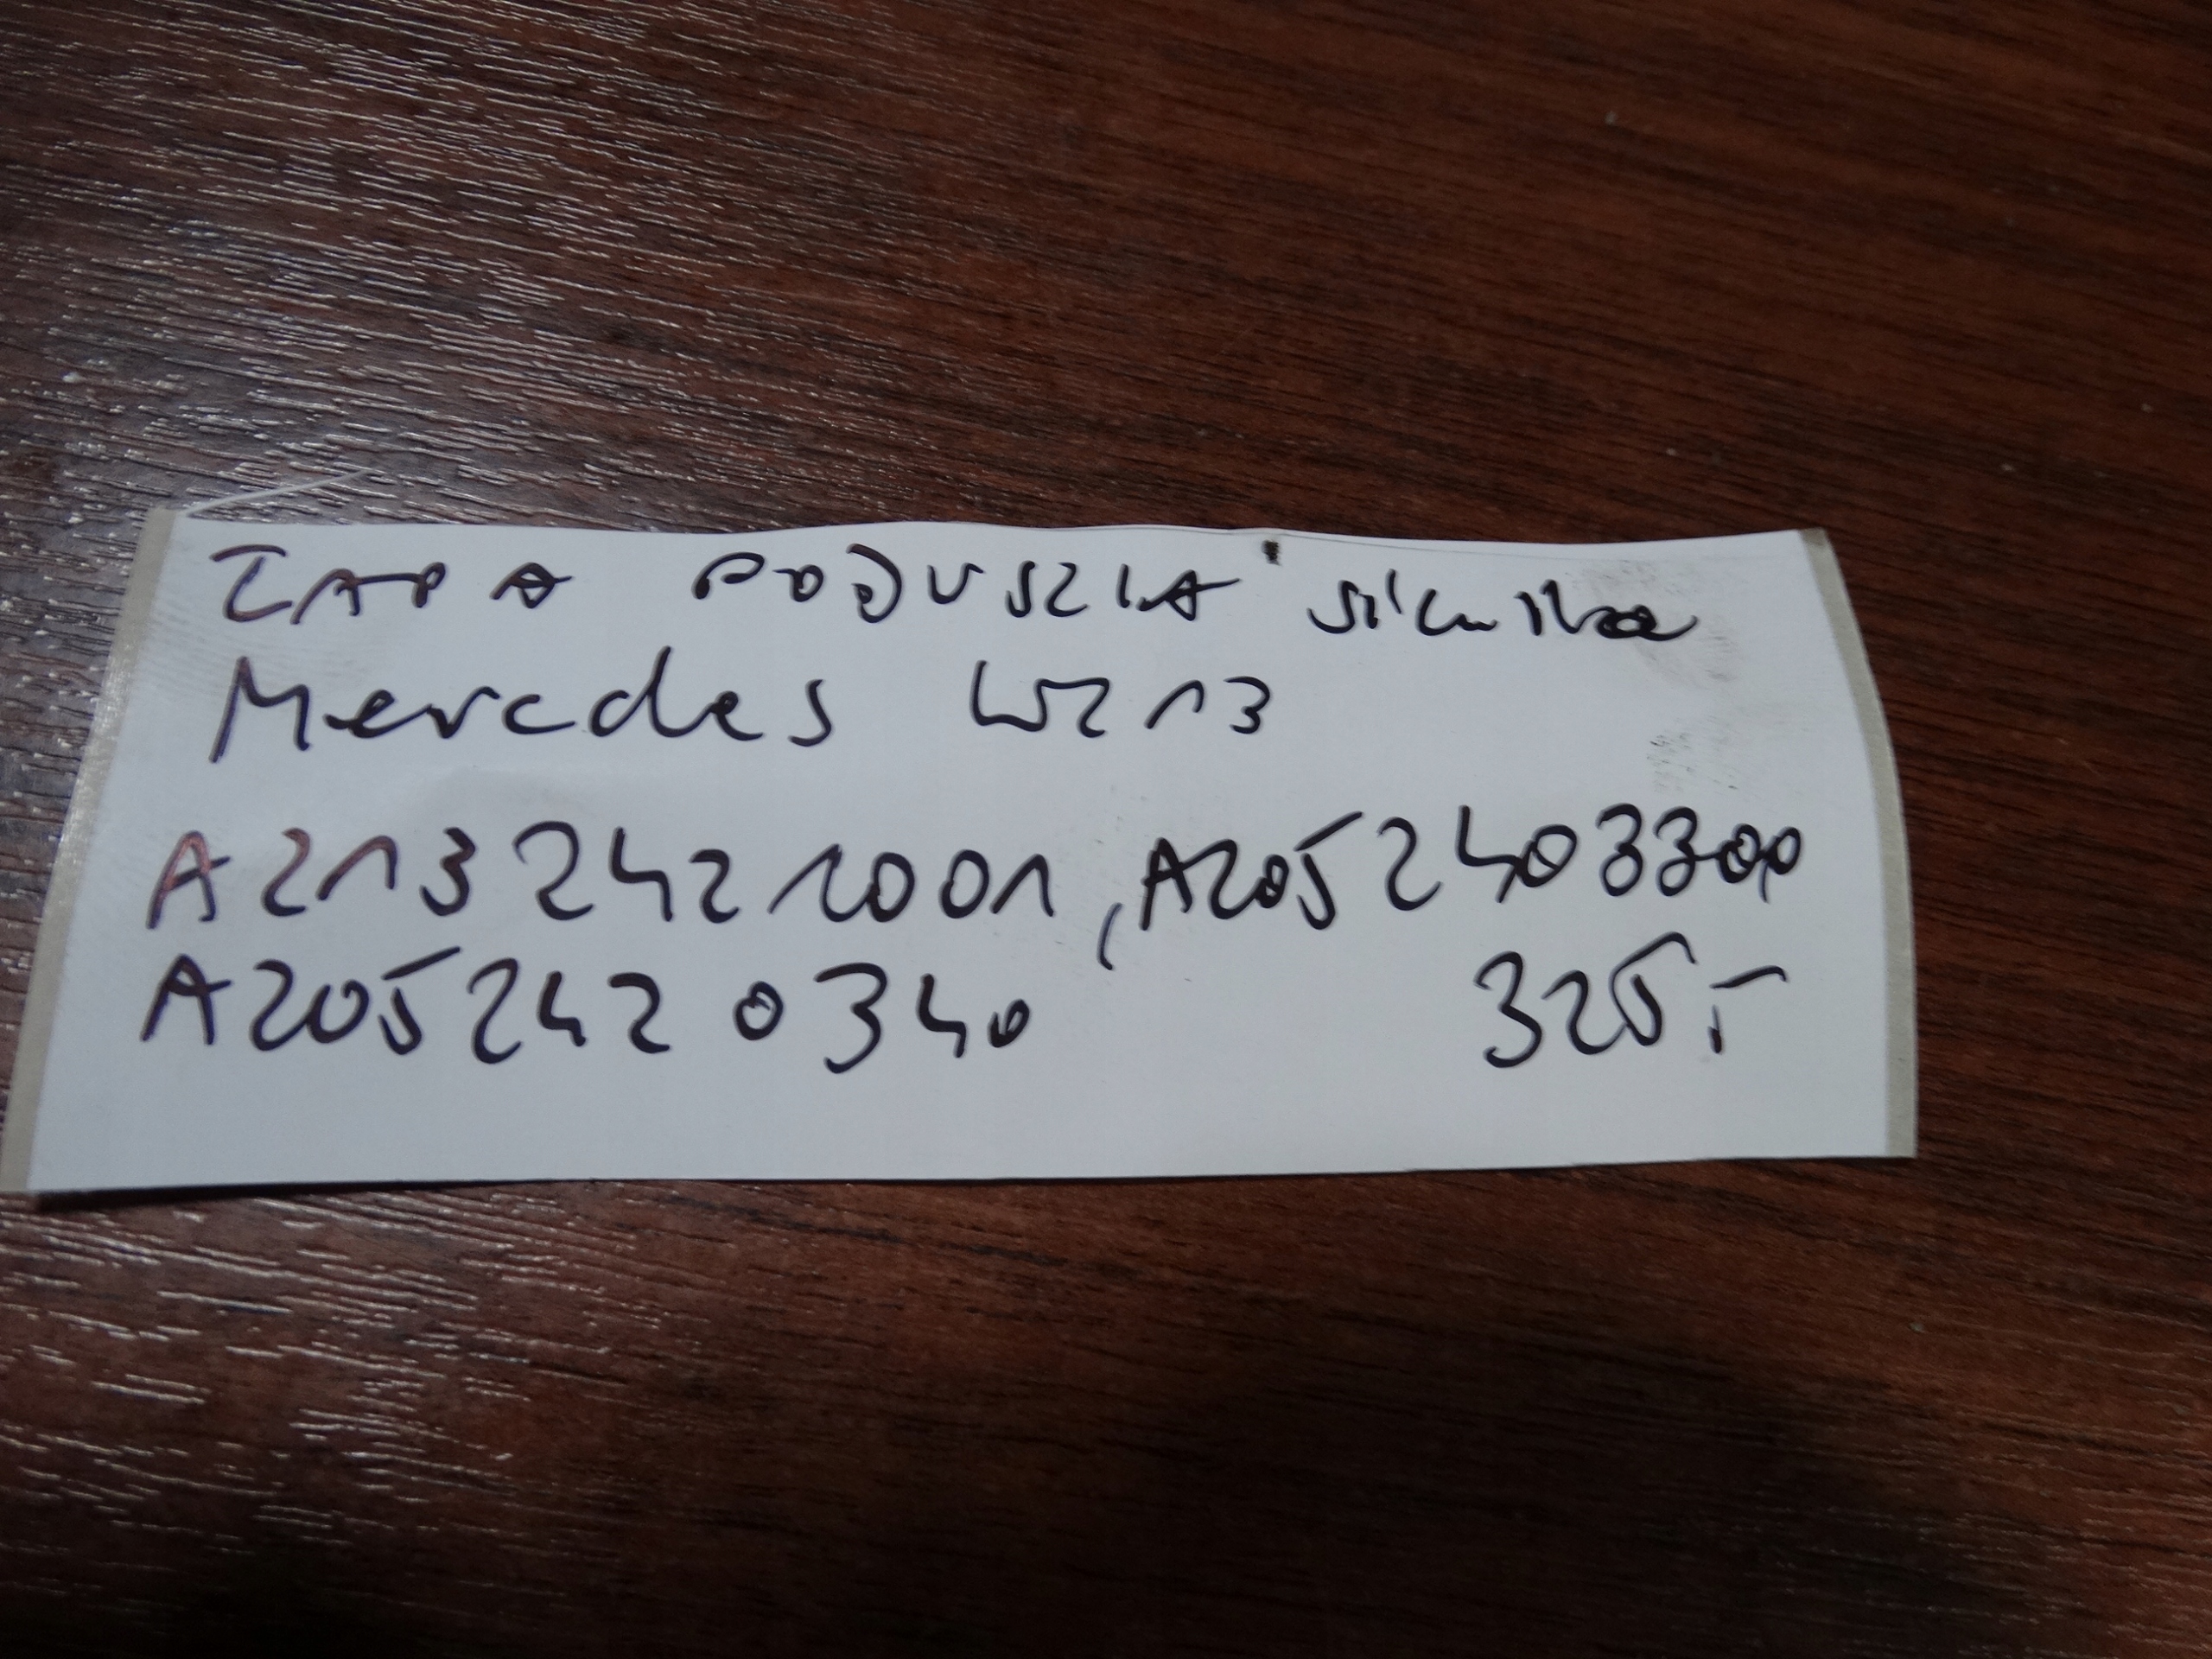 ŁAPA PODUSZKA silnika
Mercedes W213
A2132421001, A2052403300
A2052420340 325,-